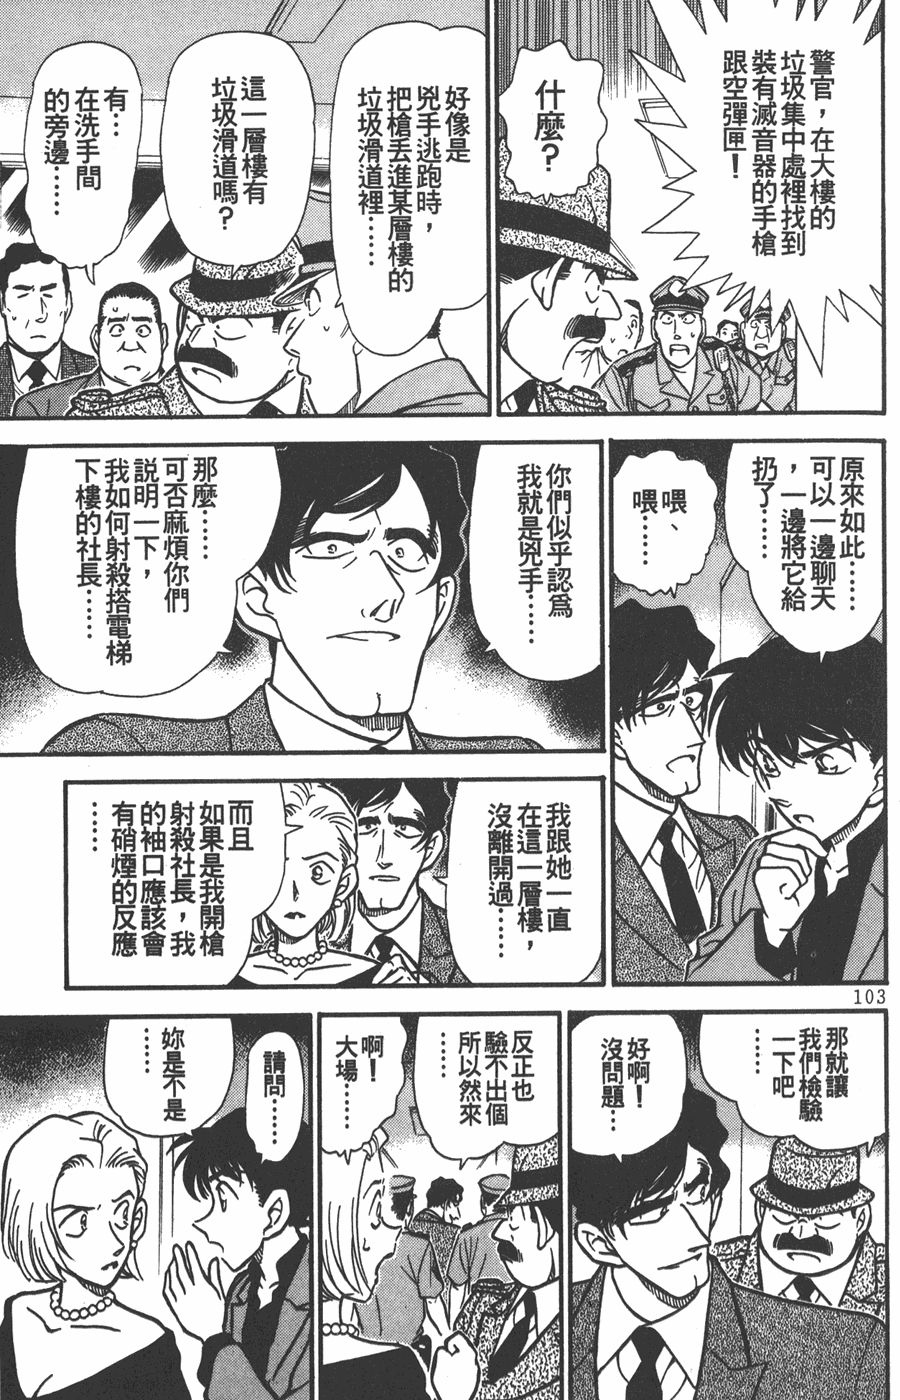 警官，在大樓的
垃圾集中處裡找到
裝有滅音器的手槍
跟空彈匣！
什麼？
好像是
兇手逃跑時，
把槍丟進某層樓的
垃圾滑道裡……
這一層樓有
垃圾滑道嗎？
有…
在洗手間
的旁邊……
原來如此……
可以一邊聊天
，一邊將它給
扔了……
喂、
喂……
你們似乎認為
我就是兇手……
那麼……
可否麻煩你們
說明一下，
我如何射殺搭電梯
下樓的社長……
我跟她一直
在這一層樓，
沒離開過……
而且
如果是我開槍
射殺社長，我
的袖口應該會
有硝煙的反應
……
103
那就讓
我們檢驗
一下吧
好啊！
沒問題…
反正也
驗不出個
所以然來
……
啊！
大場…
請問…
妳是不是
……